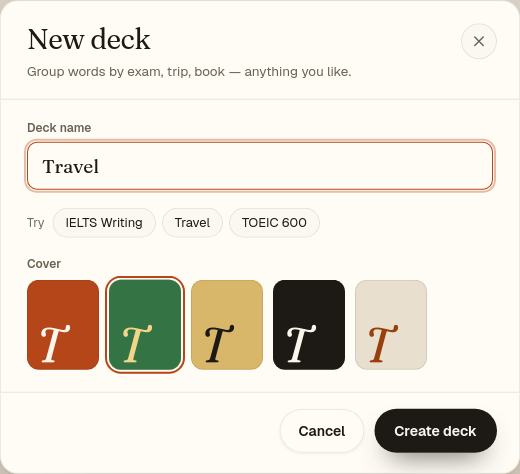 New deck
Group words by exam, trip, book — anything you like.
Deck name
Travel
Try IELTS Writing Travel TOEIC 600
Cover
T T T T T
Cancel Create deck